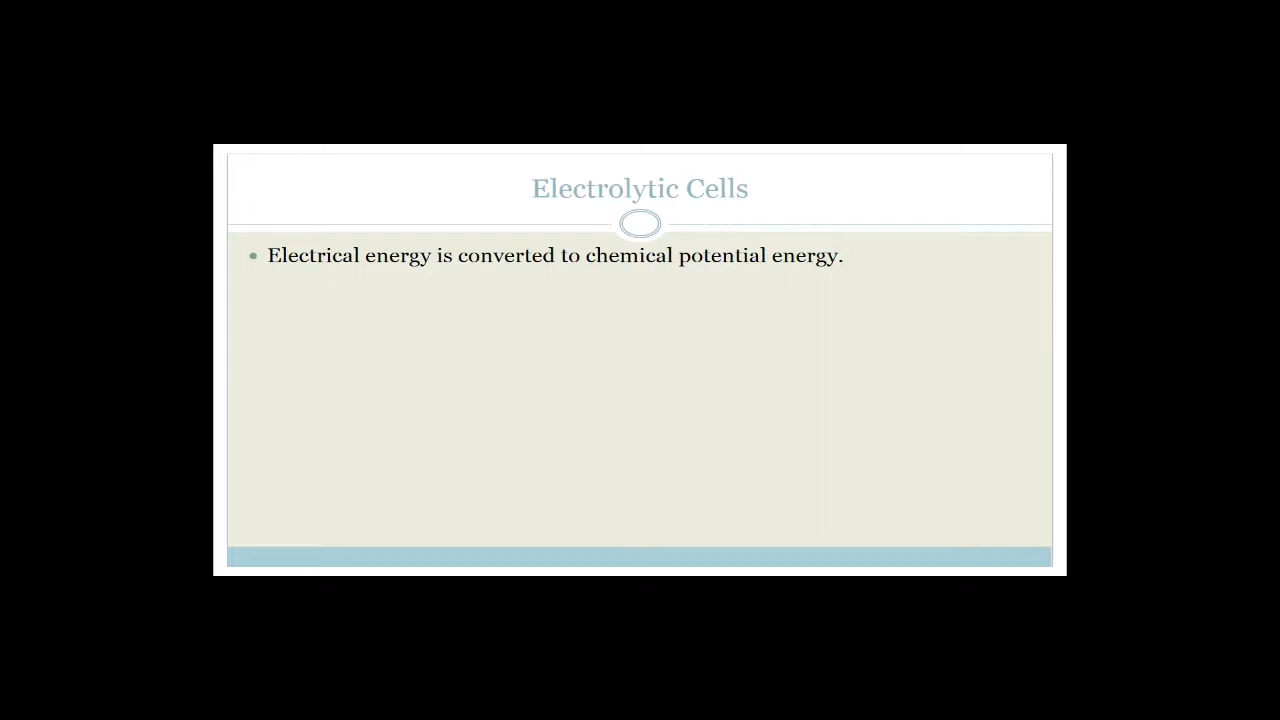 Electrolytic Cells
Electrical energy is converted to chemical potential energy.